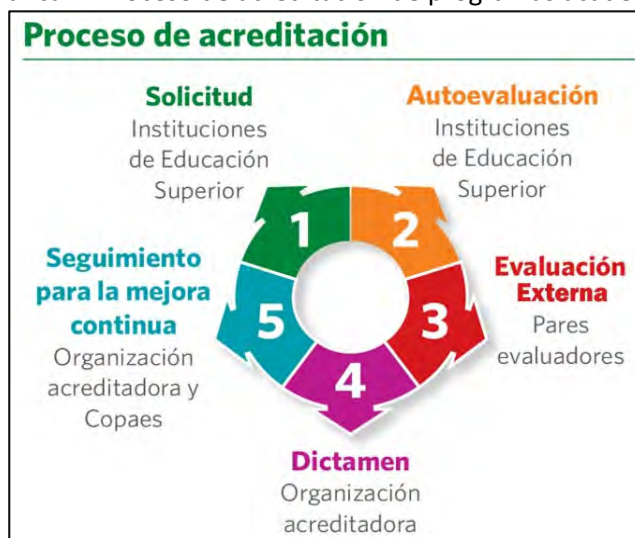 Proceso de acreditación
Solicitud
Instituciones
de Educación
Superior
Autoevaluación
Instituciones
de Educación
Superior
1
2
3
4
5
Evaluación
Externa
Pares
evaluadores
Dictamen
Organización
acreditadora
Seguimiento
para la mejora
continua
Organización
acreditadora y
Copaes